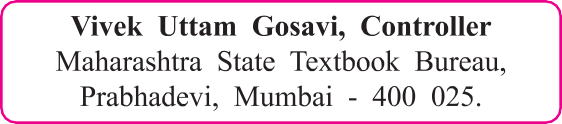 Vivek Uttam Gosavi, Controller
Maharashtra State Textbook Bureau,
Prabhadevi, Mumbai - 400 025.